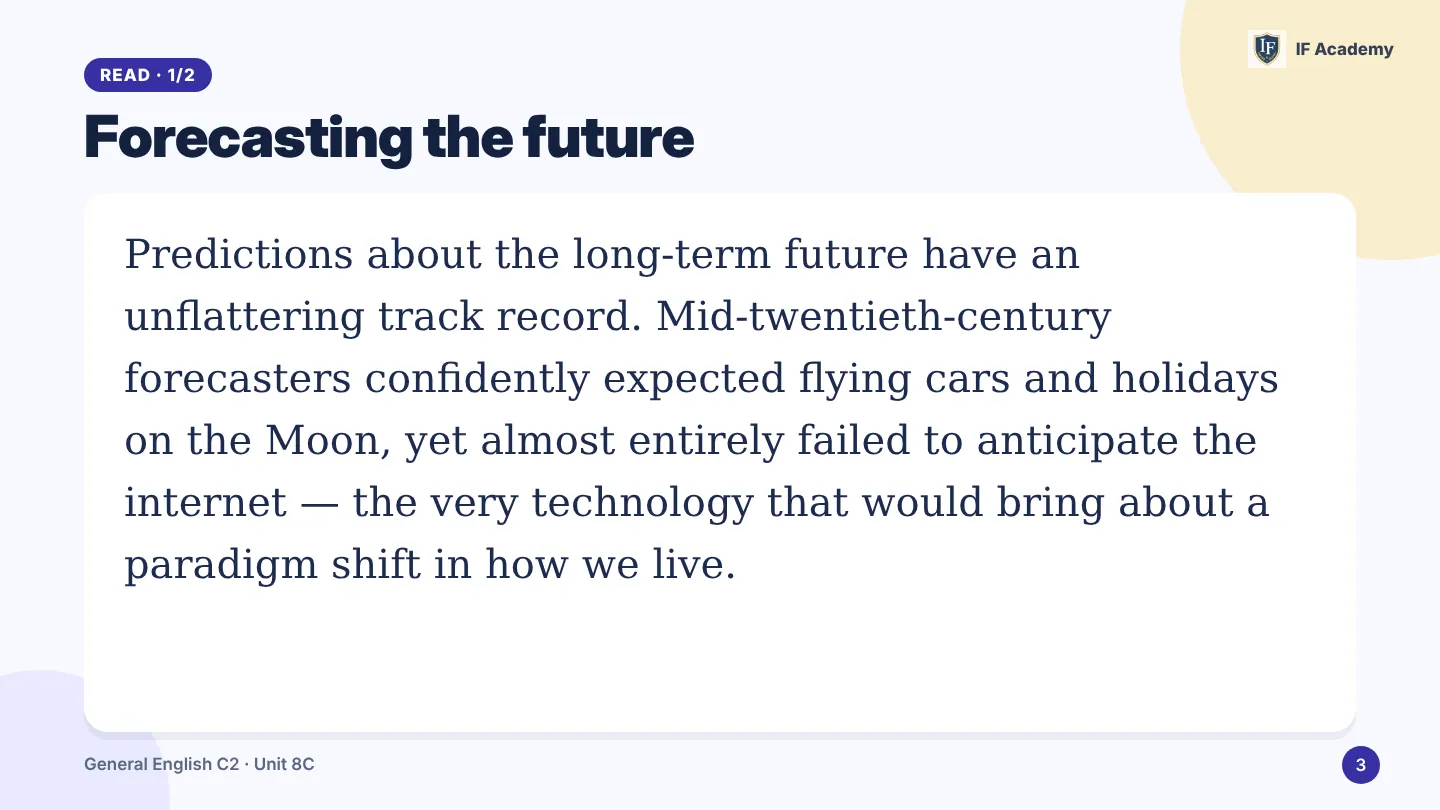 READ · 1/2
IF Academy
Forecasting the future
Predictions about the long-term future have an
unflattering track record. Mid-twentieth-century
forecasters confidently expected flying cars and holidays
on the Moon, yet almost entirely failed to anticipate the
internet — the very technology that would bring about a
paradigm shift in how we live.
General English C2 · Unit 8C
3